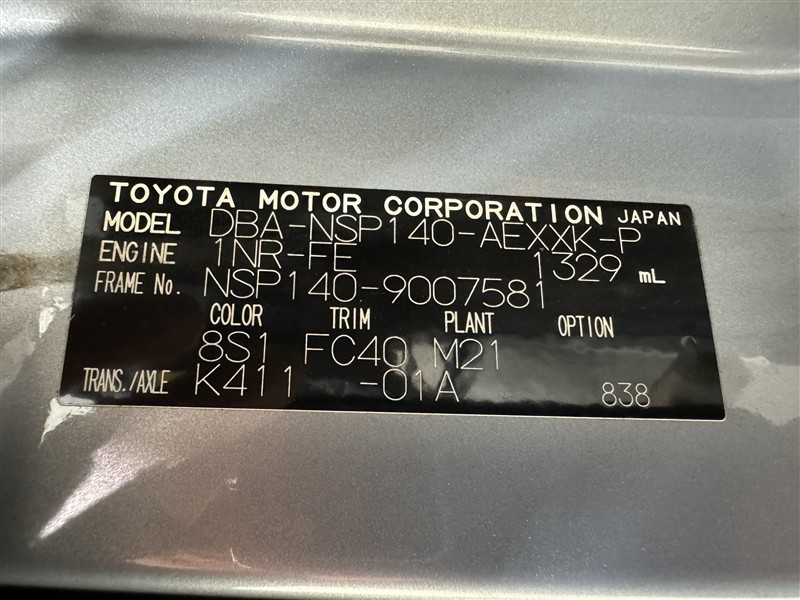 TOYOTA MOTOR CORPORATION JAPAN
MODEL DBA-NSP140-AEXXK-P
ENGINE 1NR-FE 1329 mL
FRAME No. NSP140-9007581
COLOR TRIM PLANT OPTION
8S1 FC40 M21
TRANS./AXLE K411 -01A 838